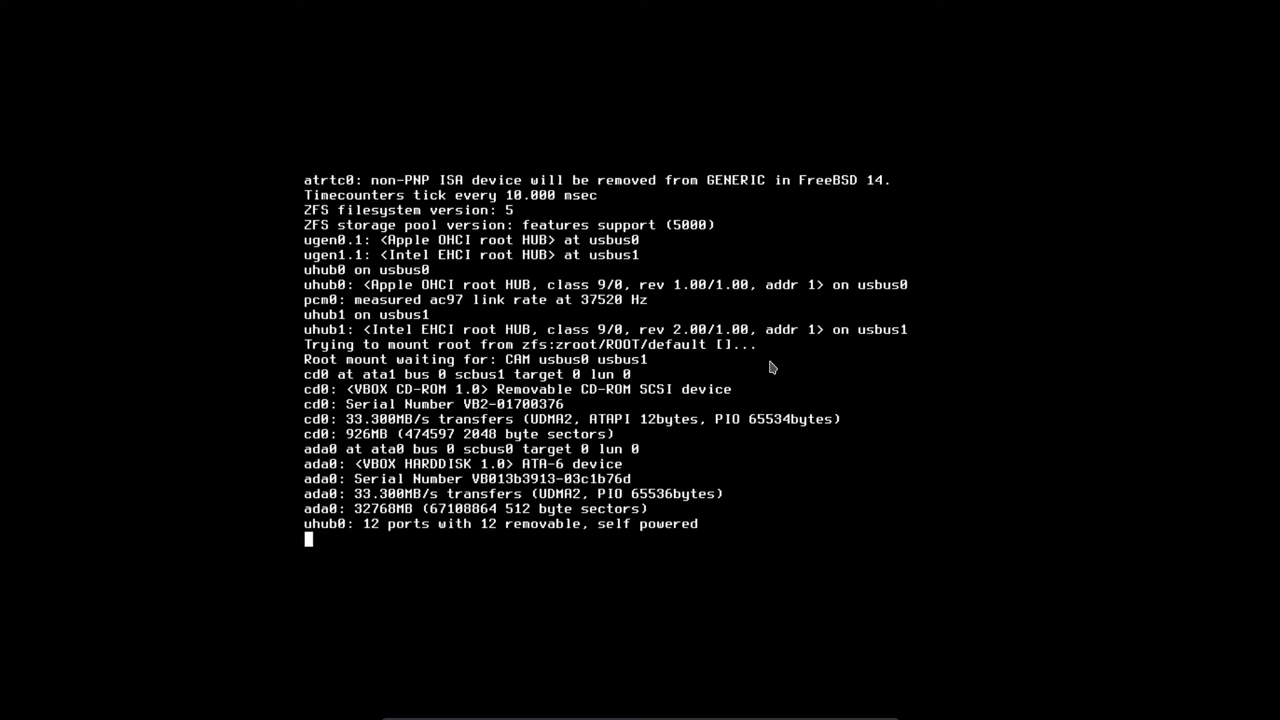 atrtc0: non-PNP ISA device will be removed from GENERIC in FreeBSD 14.
Timecounters tick every 10.000 msec
ZFS filesystem version: 5
ZFS storage pool version: features support (5000)
ugen0.1: <Apple OHCI root HUB> at usbus0
ugen1.1: <Intel EHCI root HUB> at usbus1
uhub0 on usbus0
uhub0: <Apple OHCI root HUB, class 9/0, rev 1.00/1.00, addr 1> on usbus0
pcm0: measured ac97 link rate at 37520 Hz
uhub1 on usbus1
uhub1: <Intel EHCI root HUB, class 9/0, rev 2.00/1.00, addr 1> on usbus1
Trying to mount root from zfs:zroot/ROOT/default []...
Root mount waiting for: CAM usbus0 usbus1
cd0 at ata1 bus 0 scbus1 target 0 lun 0
cd0: <VBOX CD-ROM 1.0> Removable CD-ROM SCSI device
cd0: Serial Number VB2-01700376
cd0: 33.300MB/s transfers (UDMA2, ATAPI 12bytes, PIO 65534bytes)
cd0: 926MB (474597 2048 byte sectors)
ada0 at ata0 bus 0 scbus0 target 0 lun 0
ada0: <VBOX HARDDISK 1.0> ATA-6 device
ada0: Serial Number VB013b3913-03c1b76d
ada0: 33.300MB/s transfers (UDMA2, PIO 65536bytes)
ada0: 32768MB (67108864 512 byte sectors)
uhub0: 12 ports with 12 removable, self powered